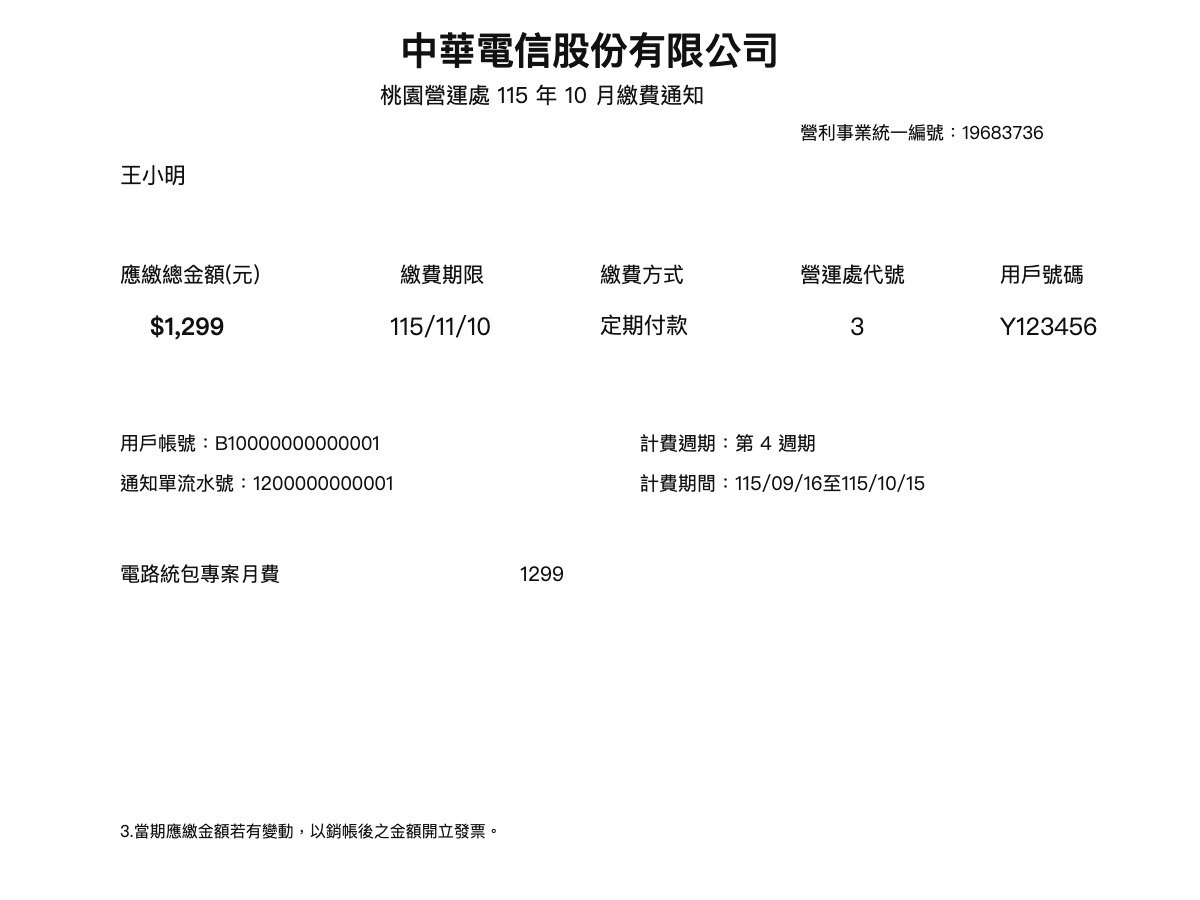 中華電信股份有限公司
桃園營運處 115 年 10 月繳費通知
營利事業統一編號：19683736
王小明
應繳總金額(元) 繳費期限 繳費方式 營運處代號 用戶號碼
$1,299 115/11/10 定期付款 3 Y123456
用戶帳號：B10000000000001 計費週期：第 4 週期
通知單流水號：1200000000001 計費期間：115/09/16至115/10/15
電路統包專案月費 1299
3.當期應繳金額若有變動，以銷帳後之金額開立發票。